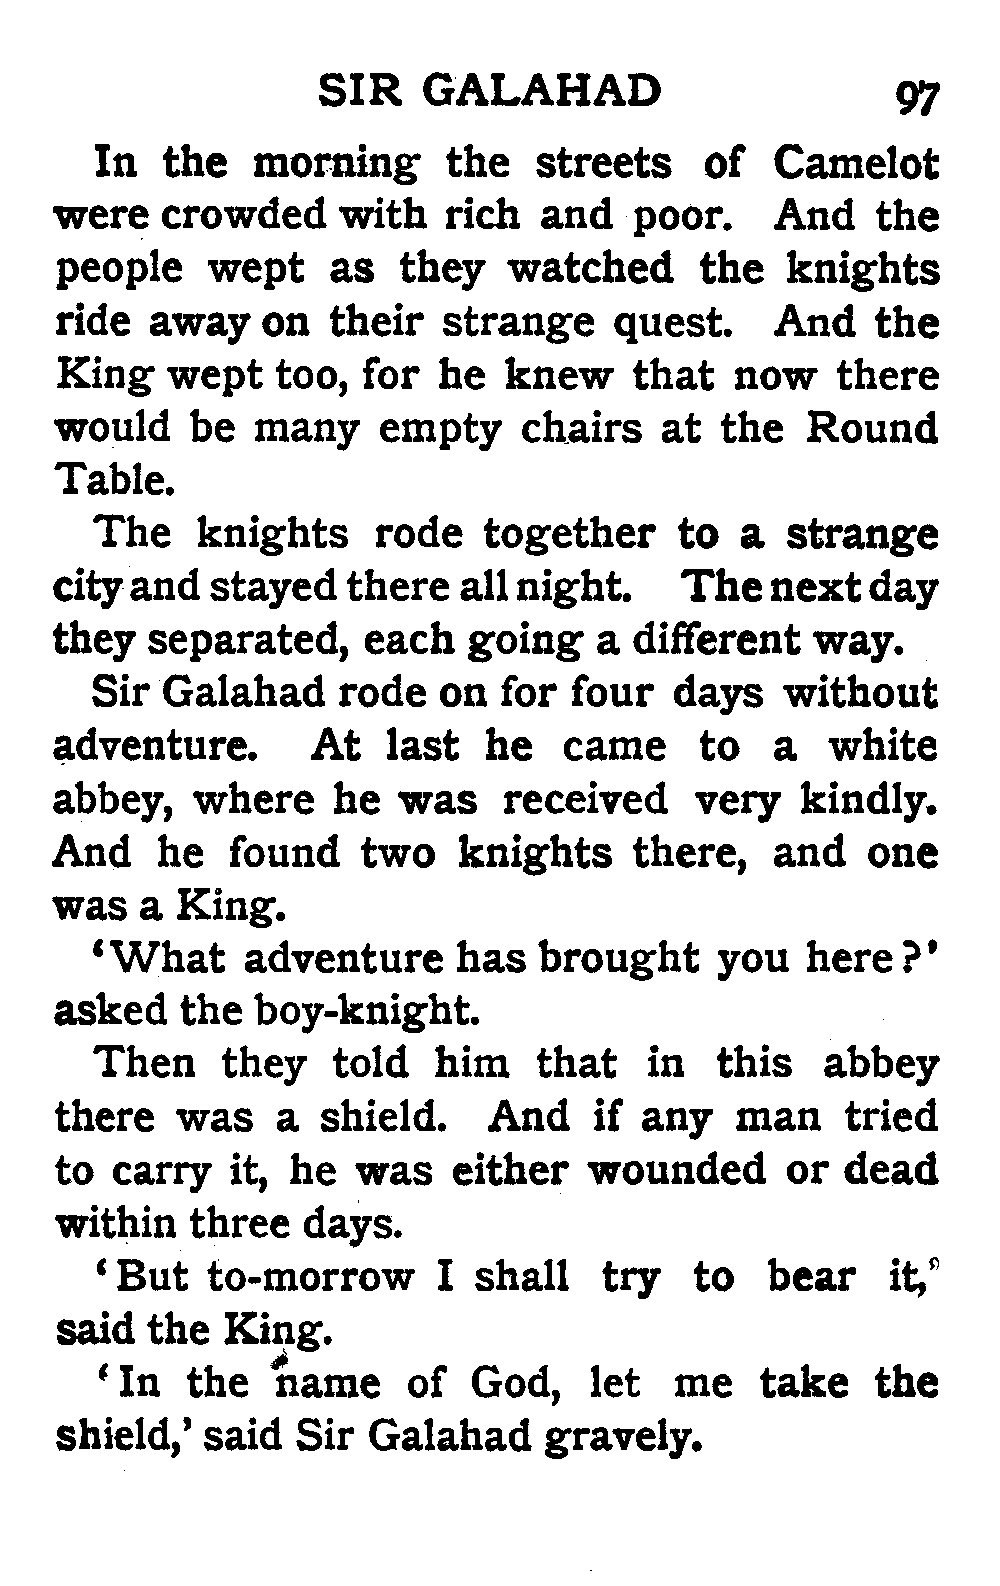 SIR GALAHAD 97
In the morning the streets of Camelot
were crowded with rich and poor. And the
people wept as they watched the knights
ride away on their strange quest. And the
King wept too, for he knew that now there
would be many empty chairs at the Round
Table.
The knights rode together to a strange
city and stayed there all night. The next day
they separated, each going a different way.
Sir Galahad rode on for four days without
adventure. At last he came to a white
abbey, where he was received very kindly.
And he found two knights there, and one
was a King.
‘What adventure has brought you here?’
asked the boy-knight.
Then they told him that in this abbey
there was a shield. And if any man tried
to carry it, he was either wounded or dead
within three days.
‘But to-morrow I shall try to bear it,’
said the King.
‘In the name of God, let me take the
shield,’ said Sir Galahad gravely.